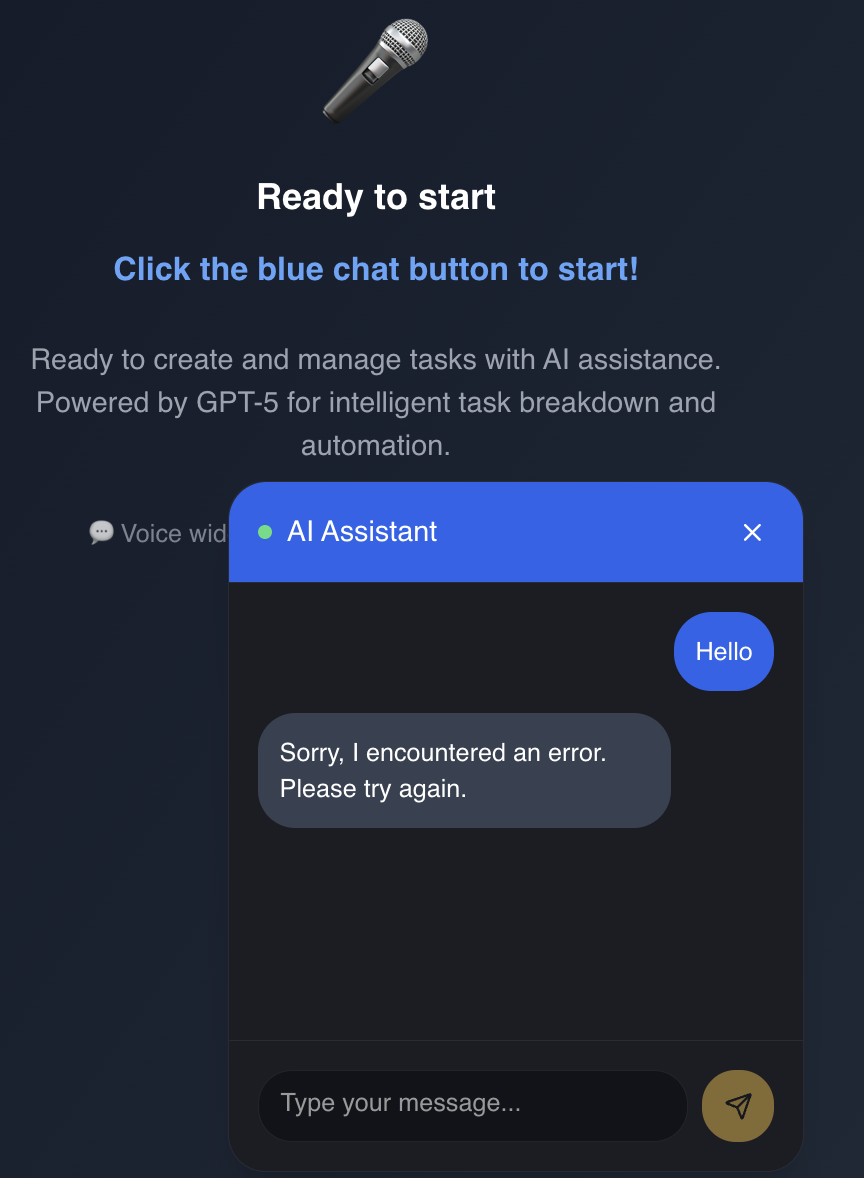 Ready to start
Click the blue chat button to start!
Ready to create and manage tasks with AI assistance.
Powered by GPT-5 for intelligent task breakdown and
automation.
Voice
AI Assistant
Hello
Sorry, I encountered an error.
Please try again.
Type your message...